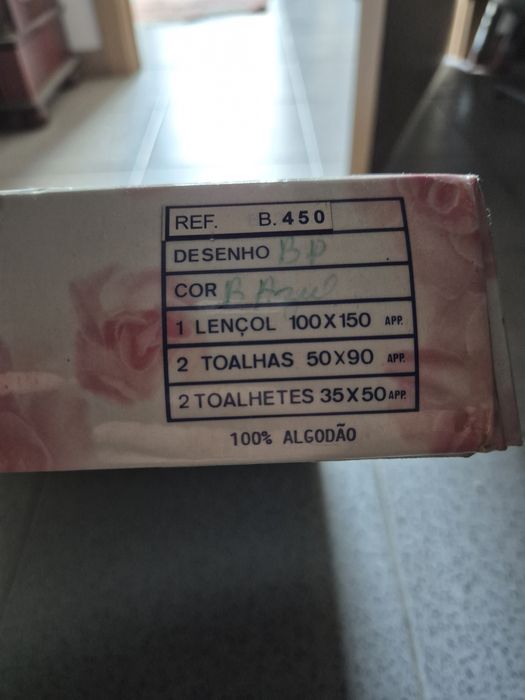 REF. B.450
DESENHO BP
COR B Azul
1 LENÇOL 100X150 APP.
2 TOALHAS 50X90 APP.
2 TOALHETES 35X50 APP.
100% ALGODÃO